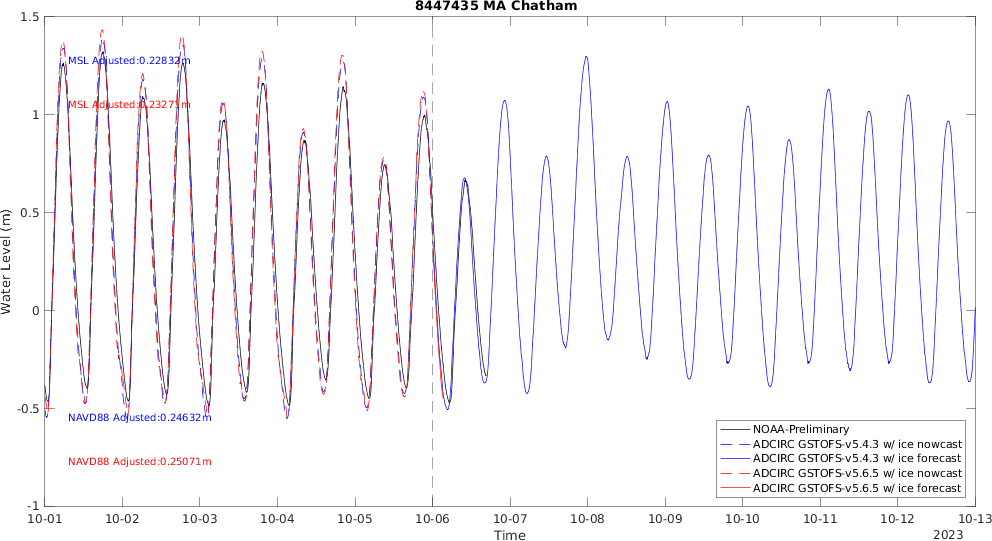 8447435 MA Chatham
1.5
1
0.5
0
-0.5
-1
Water Level (m)
MSL Adjusted:0.22832m
MSL Adjusted:0.23271m
NAVD88 Adjusted:0.24632m
NAVD88 Adjusted:0.25071m
NOAA-Preliminary
ADCIRC GSTOFS-v5.4.3 w/ ice nowcast
ADCIRC GSTOFS-v5.4.3 w/ ice forecast
ADCIRC GSTOFS-v5.6.5 w/ ice nowcast
ADCIRC GSTOFS-v5.6.5 w/ ice forecast
10-01 10-02 10-03 10-04 10-05 10-06 10-07 10-08 10-09 10-10 10-11 10-12 10-13
Time
2023